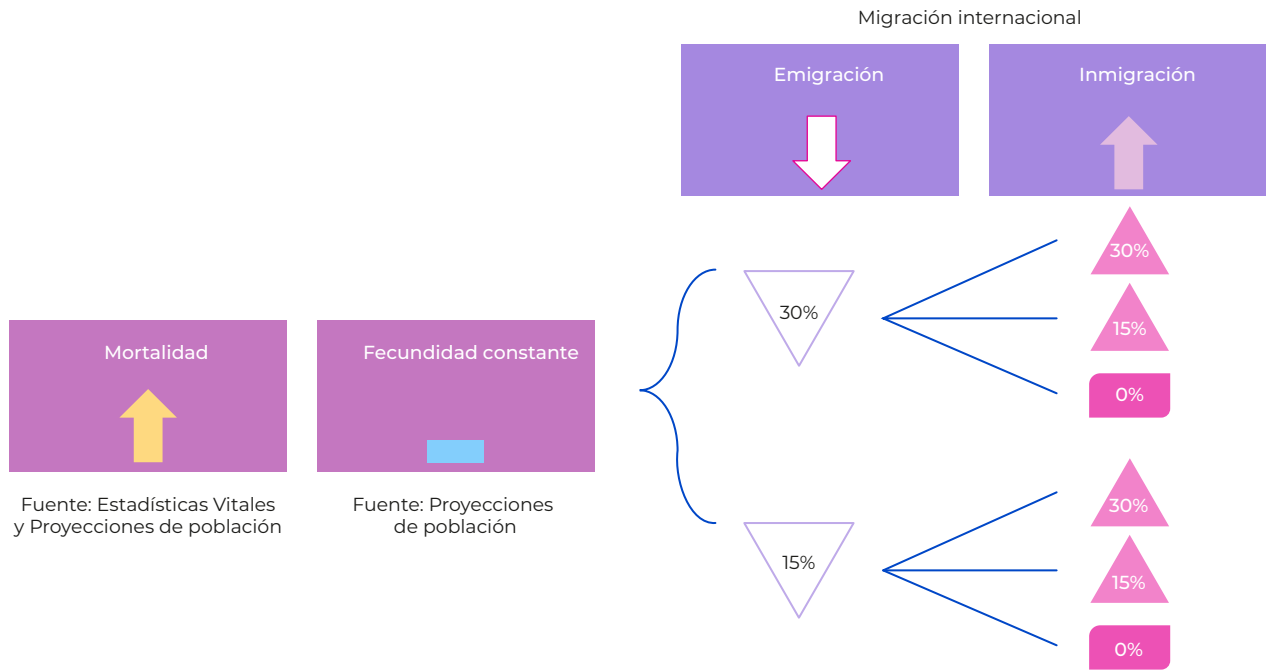 Migración internacional
Emigración
Inmigración
30%
30%
15%
0%
Mortalidad
Fecundidad constante
Fuente: Estadísticas Vitales
y Proyecciones de población
Fuente: Proyecciones
de población
15%
30%
15%
0%